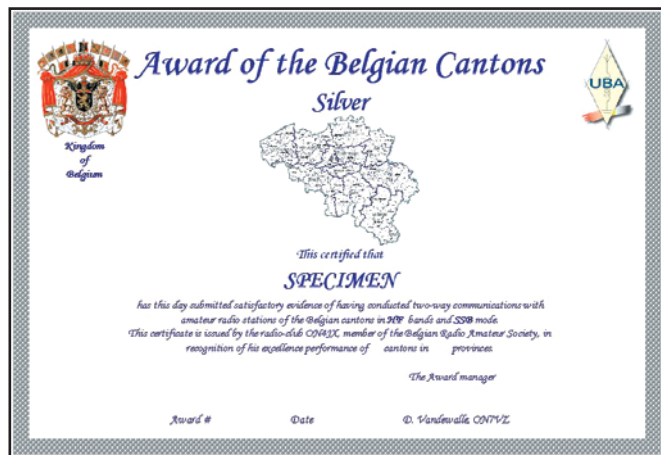 Award of the Belgian Cantons
Silver
UBA
Kingdom
of
Belgium
This certified that
SPECIMEN
has this day submitted satisfactory evidence of having conducted two-way communications with
amateur radio stations of the Belgian cantons in HF bands and SSB mode.
This certificate is issued by the radio-club ON4JX, member of the Belgian Radio Amateur Society, in
recognition of his excellence performance of cantons in provinces.
The Award manager
Award # Date D. Vandewalle, ON7VZ